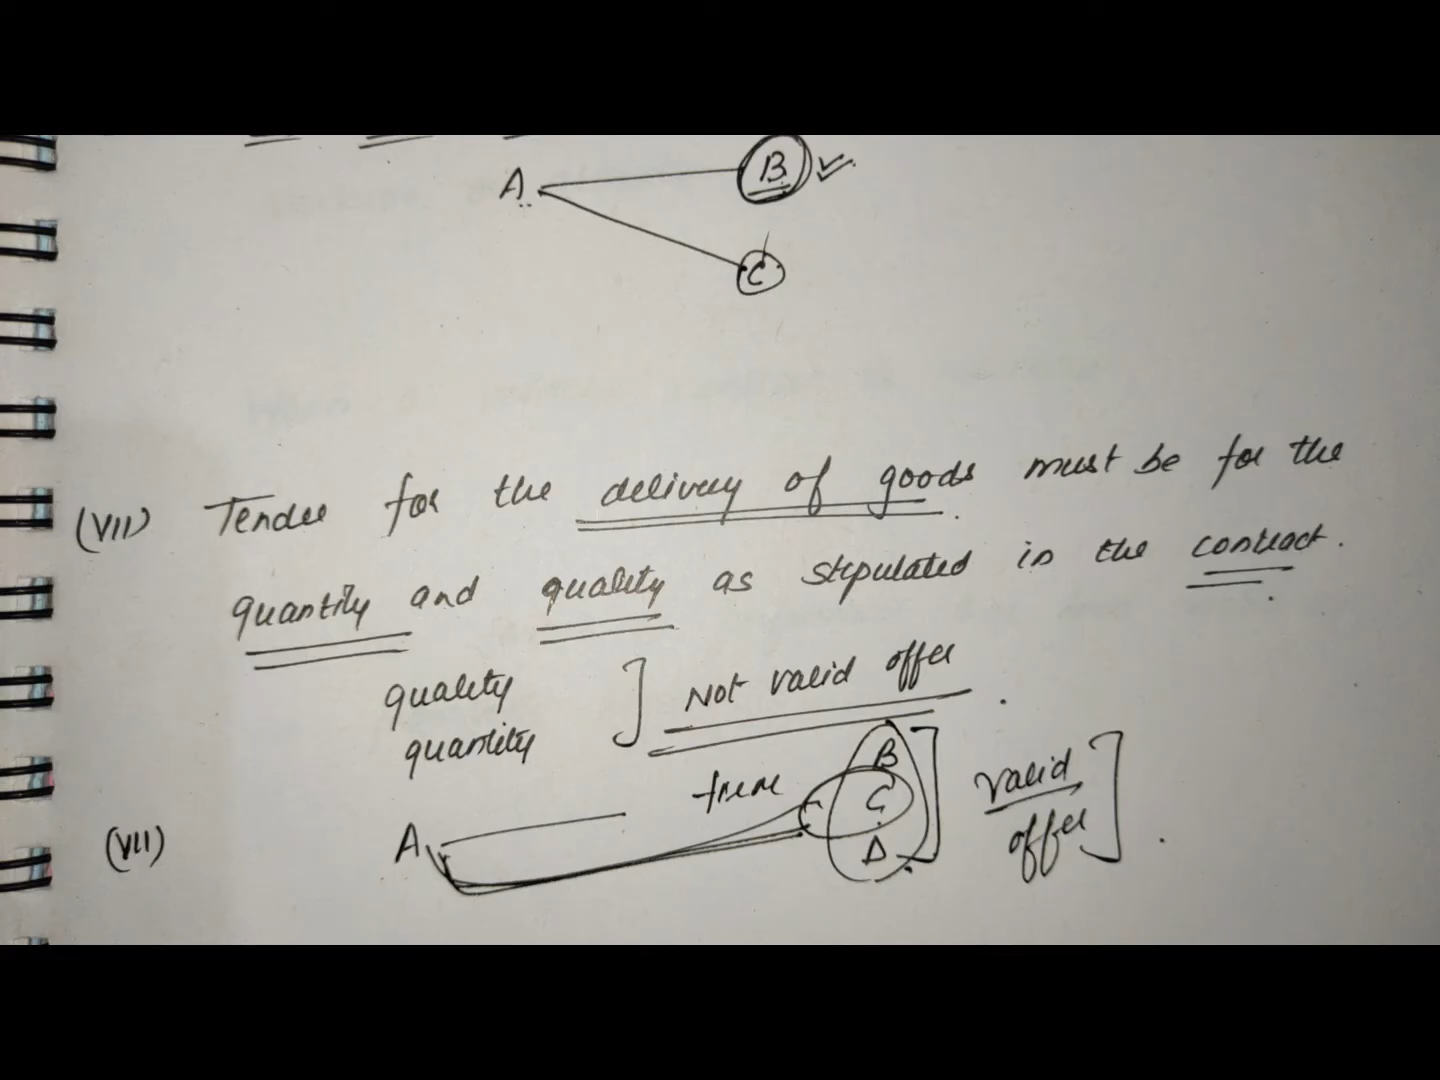 A B
C
(VII) Tender for the delivery of goods must be for the
quantity and quality as stipulated in the contract.
quality
quantity ] Not valid offer
B
C
D
A
valid
offer
(VII)